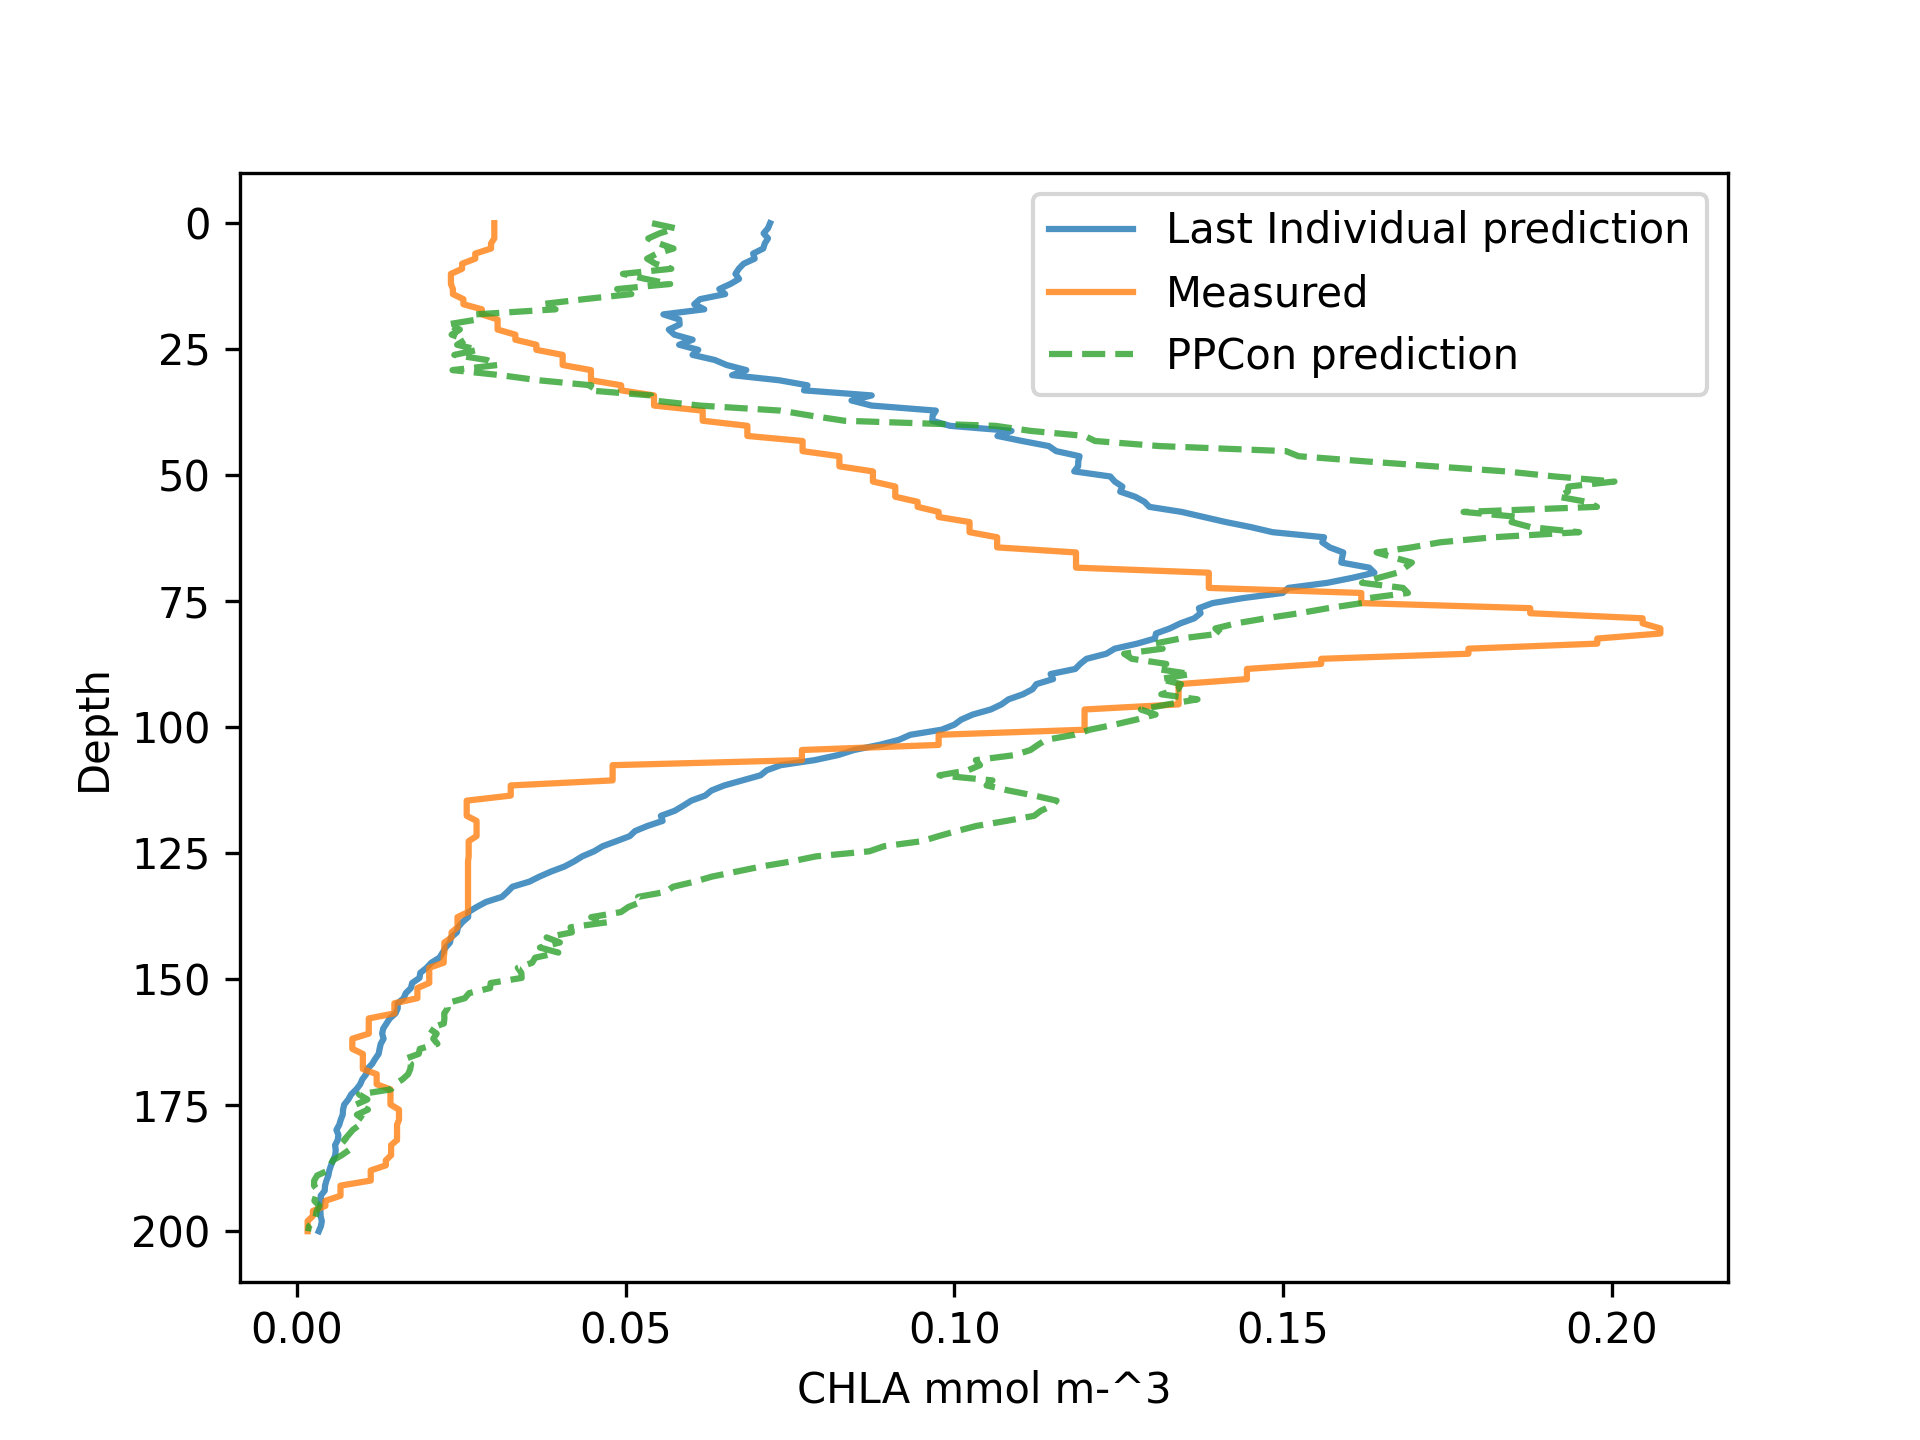 Last Individual prediction
Measured
PPCon prediction
0
25
50
75
100
125
150
175
200
Depth
0.00 0.05 0.10 0.15 0.20
CHLA mmol m-^3